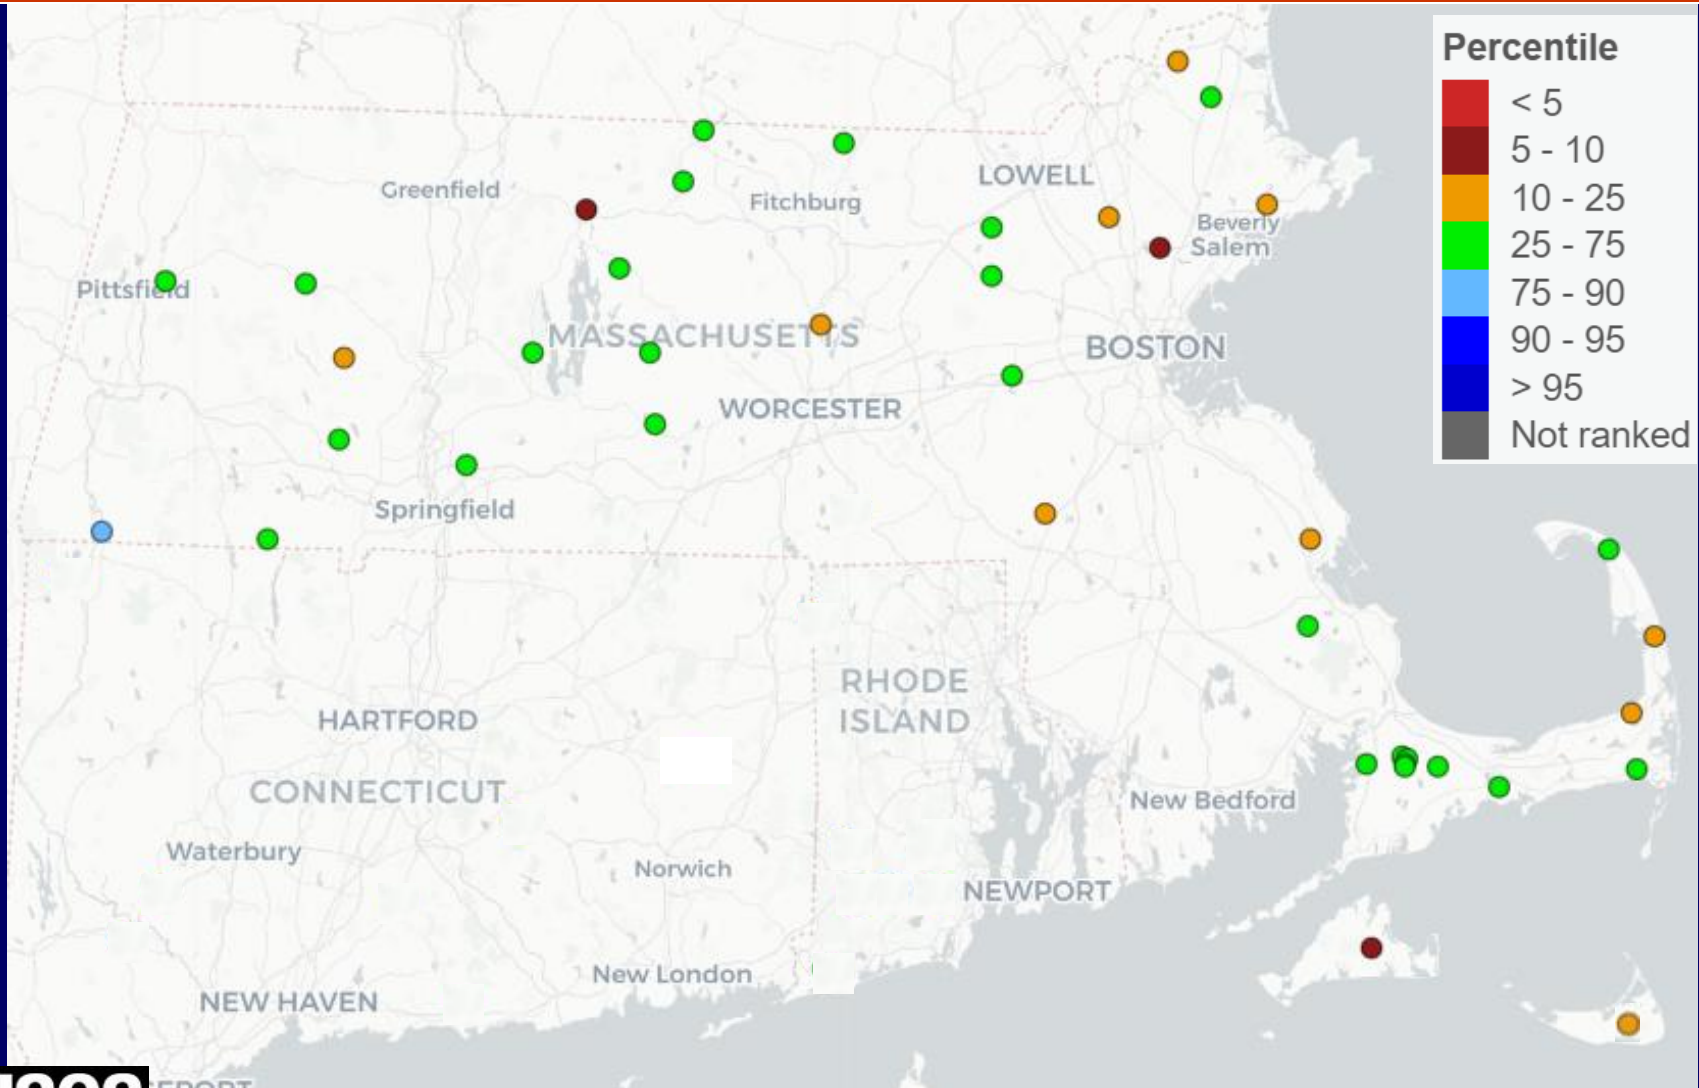 Percentile
< 5
5 - 10
10 - 25
25 - 75
75 - 90
90 - 95
> 95
Not ranked
LOWELL
Greenfield
Fitchburg
Beverly
Salem
Pittsfield
MASSACHUSETTS
BOSTON
WORCESTER
Springfield
RHODE
ISLAND
HARTFORD
CONNECTICUT
New Bedford
Waterbury
Norwich
NEWPORT
New London
NEW HAVEN